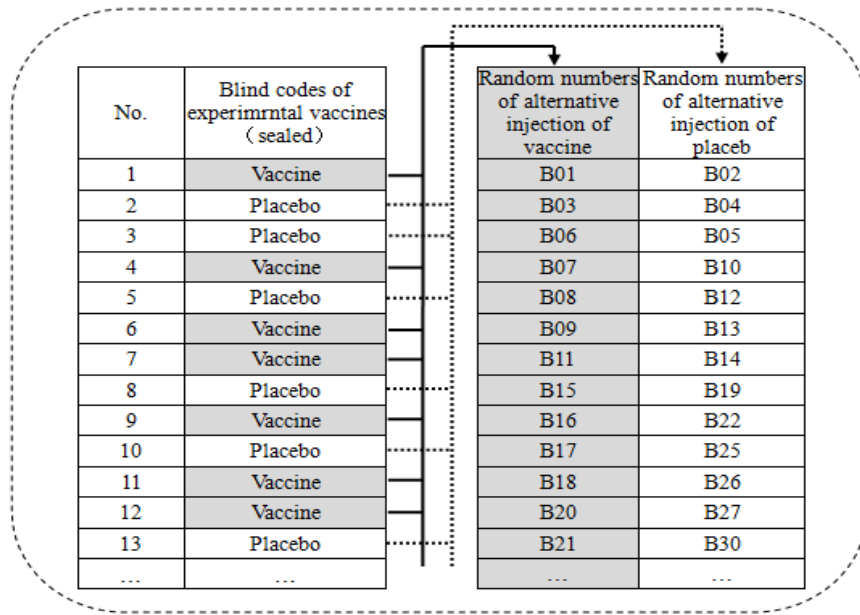 No.
Blind codes of
experimrntal vaccines
（sealed）
Random numbers
of alternative
injection of
vaccine
Random numbers
of alternative
injection of
placeb
1 Vaccine B01 B02
2 Placebo B03 B04
3 Placebo B06 B05
4 Vaccine B07 B10
5 Placebo B08 B12
6 Vaccine B09 B13
7 Vaccine B11 B14
8 Placebo B15 B19
9 Vaccine B16 B22
10 Placebo B17 B25
11 Vaccine B18 B26
12 Vaccine B20 B27
13 Placebo B21 B30
... ... ... ...